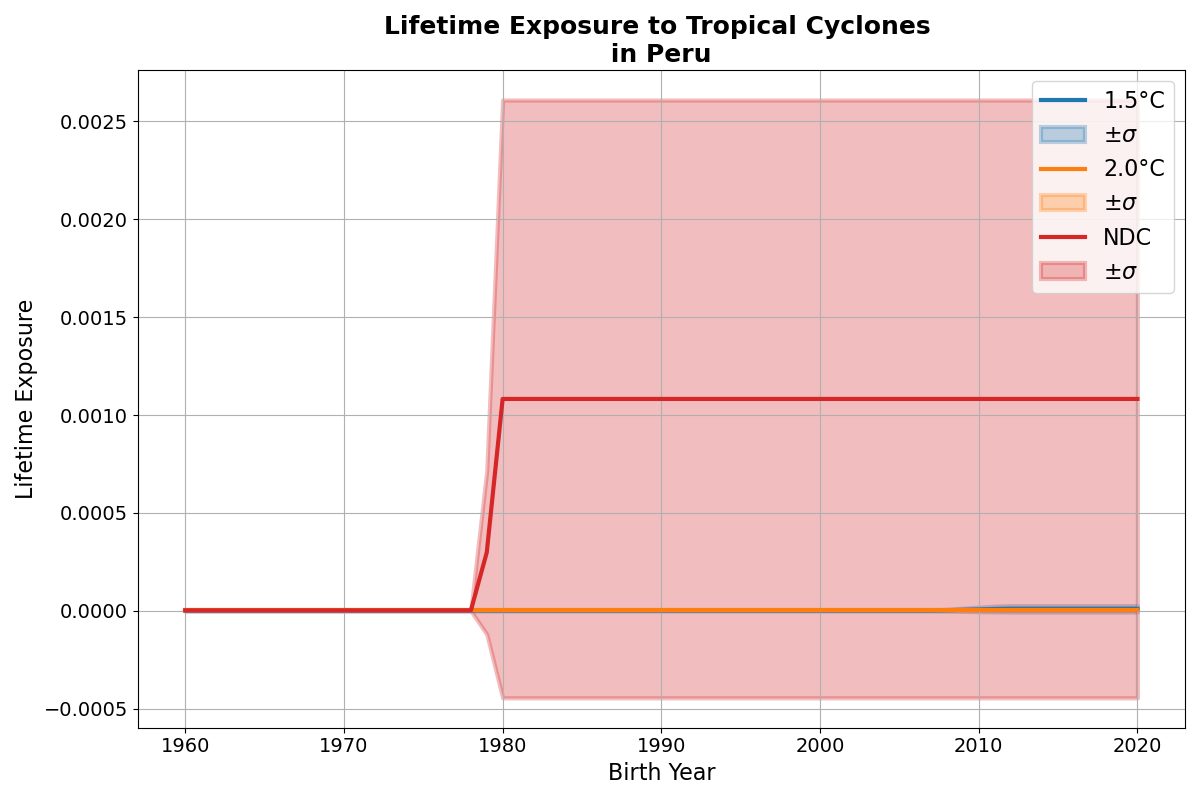 Lifetime Exposure to Tropical Cyclones
in Peru
Lifetime Exposure
0.0025
0.0020
0.0015
0.0010
0.0005
0.0000
−0.0005
1960
1970
1980
1990
2000
2010
2020
Birth Year
1.5°C
±σ
2.0°C
±σ
NDC
±σ